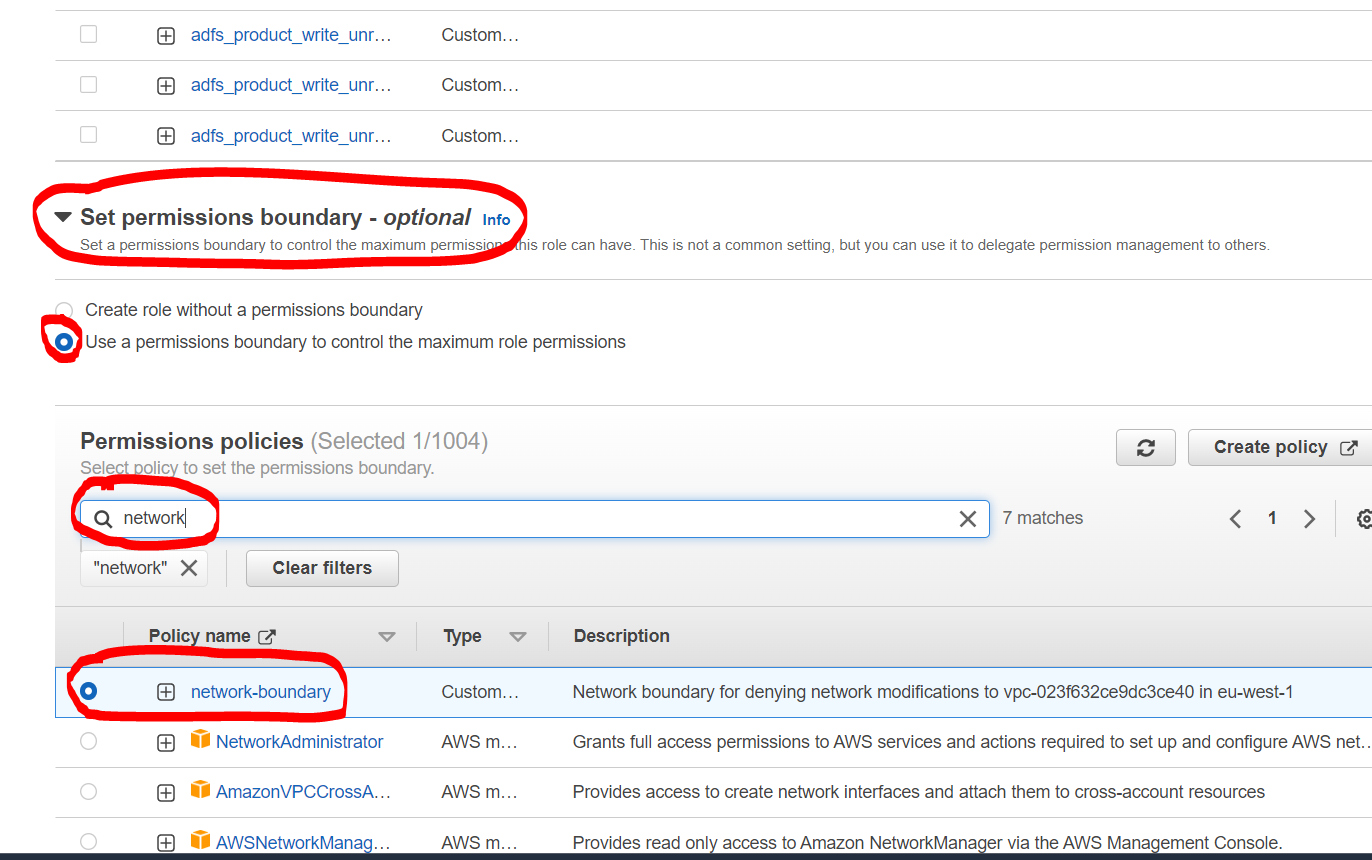 adfs_product_write_unr… Custom…
adfs_product_write_unr… Custom…
adfs_product_write_unr… Custom…
Set permissions boundary - optional Info
Set a permissions boundary to control the maximum permissions this role can have. This is not a common setting, but you can use it to delegate permission management to others.
Create role without a permissions boundary
Use a permissions boundary to control the maximum role permissions
Permissions policies (Selected 1/1004)
Select policy to set the permissions boundary.
Create policy
network
7 matches
1
"network"
Clear filters
Policy name Type Description
network-boundary Custom… Network boundary for denying network modifications to vpc-023f632ce9dc3ce40 in eu-west-1
NetworkAdministrator AWS m… Grants full access permissions to AWS services and actions required to set up and configure AWS net…
AmazonVPCCrossA… AWS m… Provides access to create network interfaces and attach them to cross-account resources
AWSNetworkManag… AWS m… Provides read only access to Amazon NetworkManager via the AWS Management Console.